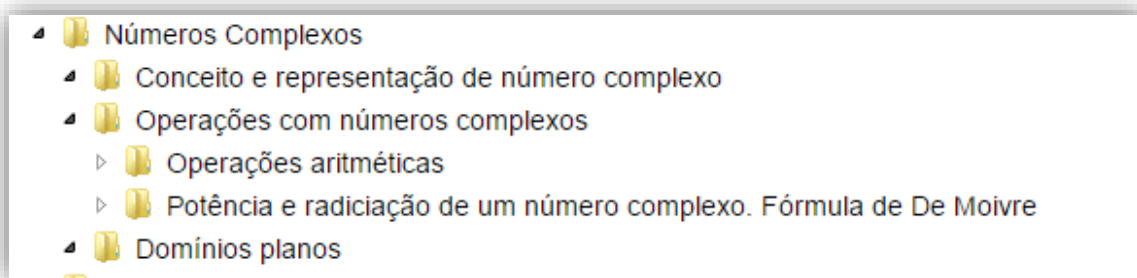 Números Complexos
Conceito e representação de número complexo
Operações com números complexos
Operações aritméticas
Potência e radiciação de um número complexo. Fórmula de De Moivre
Domínios planos